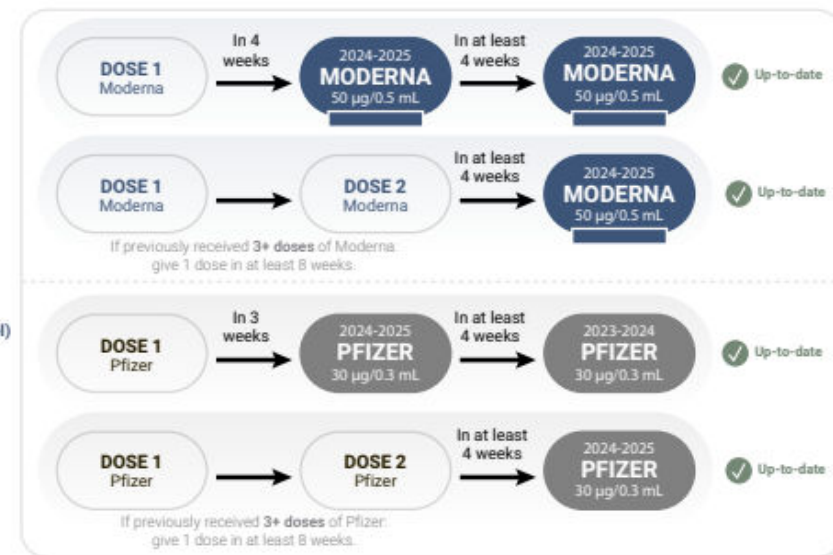 In 4
weeks
In at least
4 weeks
DOSE 1
Moderna
2024-2025
MODERNA
50 µg/0.5 mL
2024-2025
MODERNA
50 µg/0.5 mL
Up-to-date
In at least
4 weeks
DOSE 1
Moderna
DOSE 2
Moderna
2024-2025
MODERNA
50 µg/0.5 mL
Up-to-date
If previously received 3+ doses of Moderna:
give 1 dose in at least 8 weeks.
l)
In 3
weeks
In at least
4 weeks
DOSE 1
Pfizer
2024-2025
PFIZER
30 µg/0.3 mL
2023-2024
PFIZER
30 µg/0.3 mL
Up-to-date
In at least
4 weeks
DOSE 1
Pfizer
DOSE 2
Pfizer
2024-2025
PFIZER
30 µg/0.3 mL
Up-to-date
If previously received 3+ doses of Pfizer:
give 1 dose in at least 8 weeks.